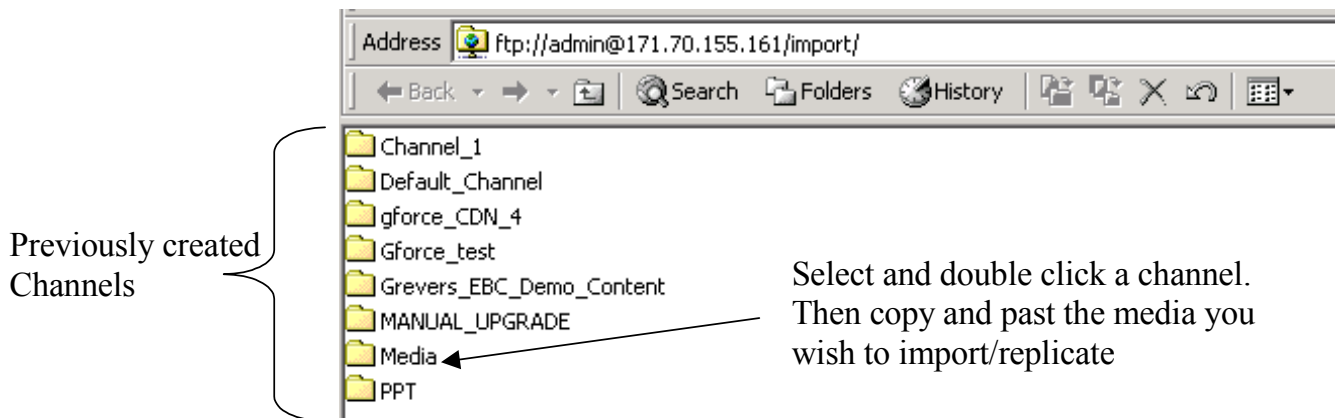 Address ftp://admin@171.70.155.161/import/
Back Search Folders History
Channel_1
Default_Channel
gforce_CDN_4
Gforce_test
Grevers_EBC_Demo_Content
MANUAL_UPGRADE
Media
PPT
Previously created
Channels
Select and double click a channel.
Then copy and past the media you
wish to import/replicate